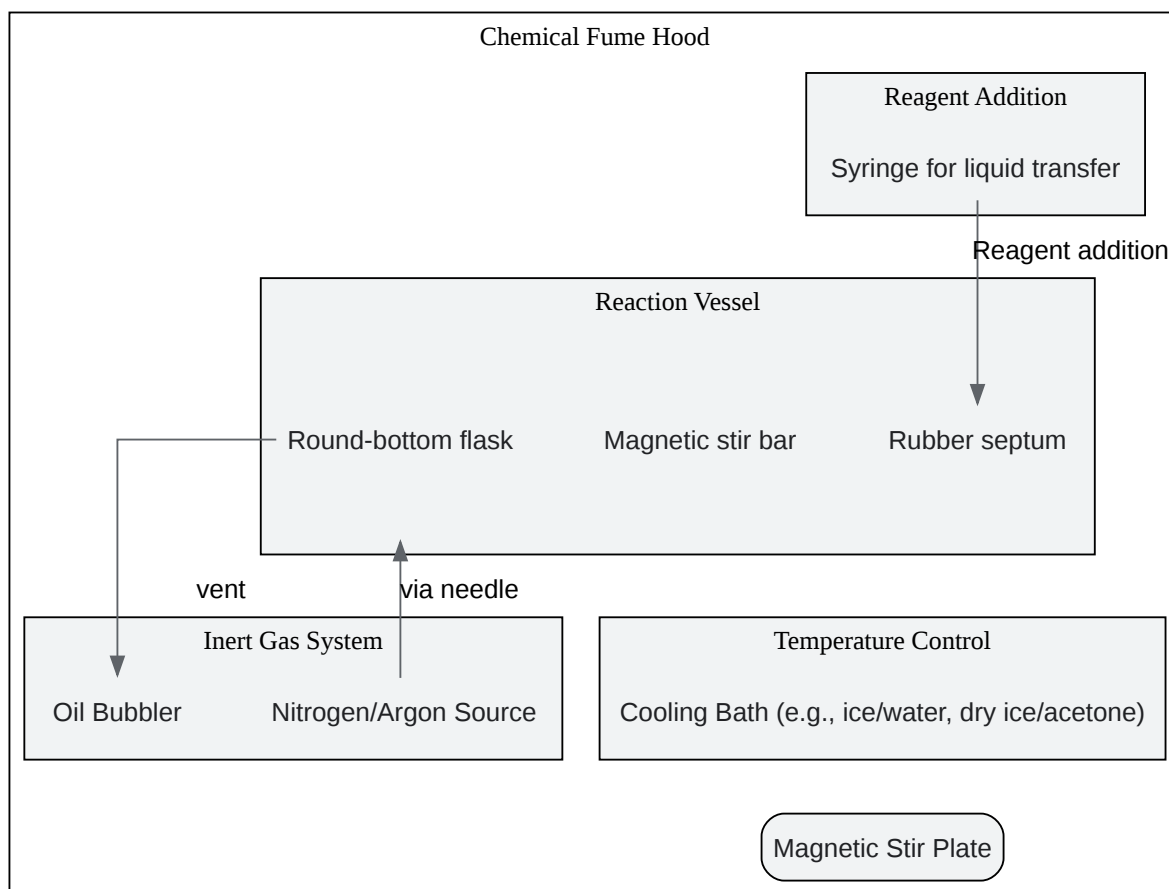 Chemical Fume Hood
Reagent Addition
Syringe for liquid transfer
Reagent addition
Reaction Vessel
Round-bottom flask
Magnetic stir bar
Rubber septum
vent
via needle
Inert Gas System
Oil Bubbler
Nitrogen/Argon Source
Temperature Control
Cooling Bath (e.g., ice/water, dry ice/acetone)
Magnetic Stir Plate